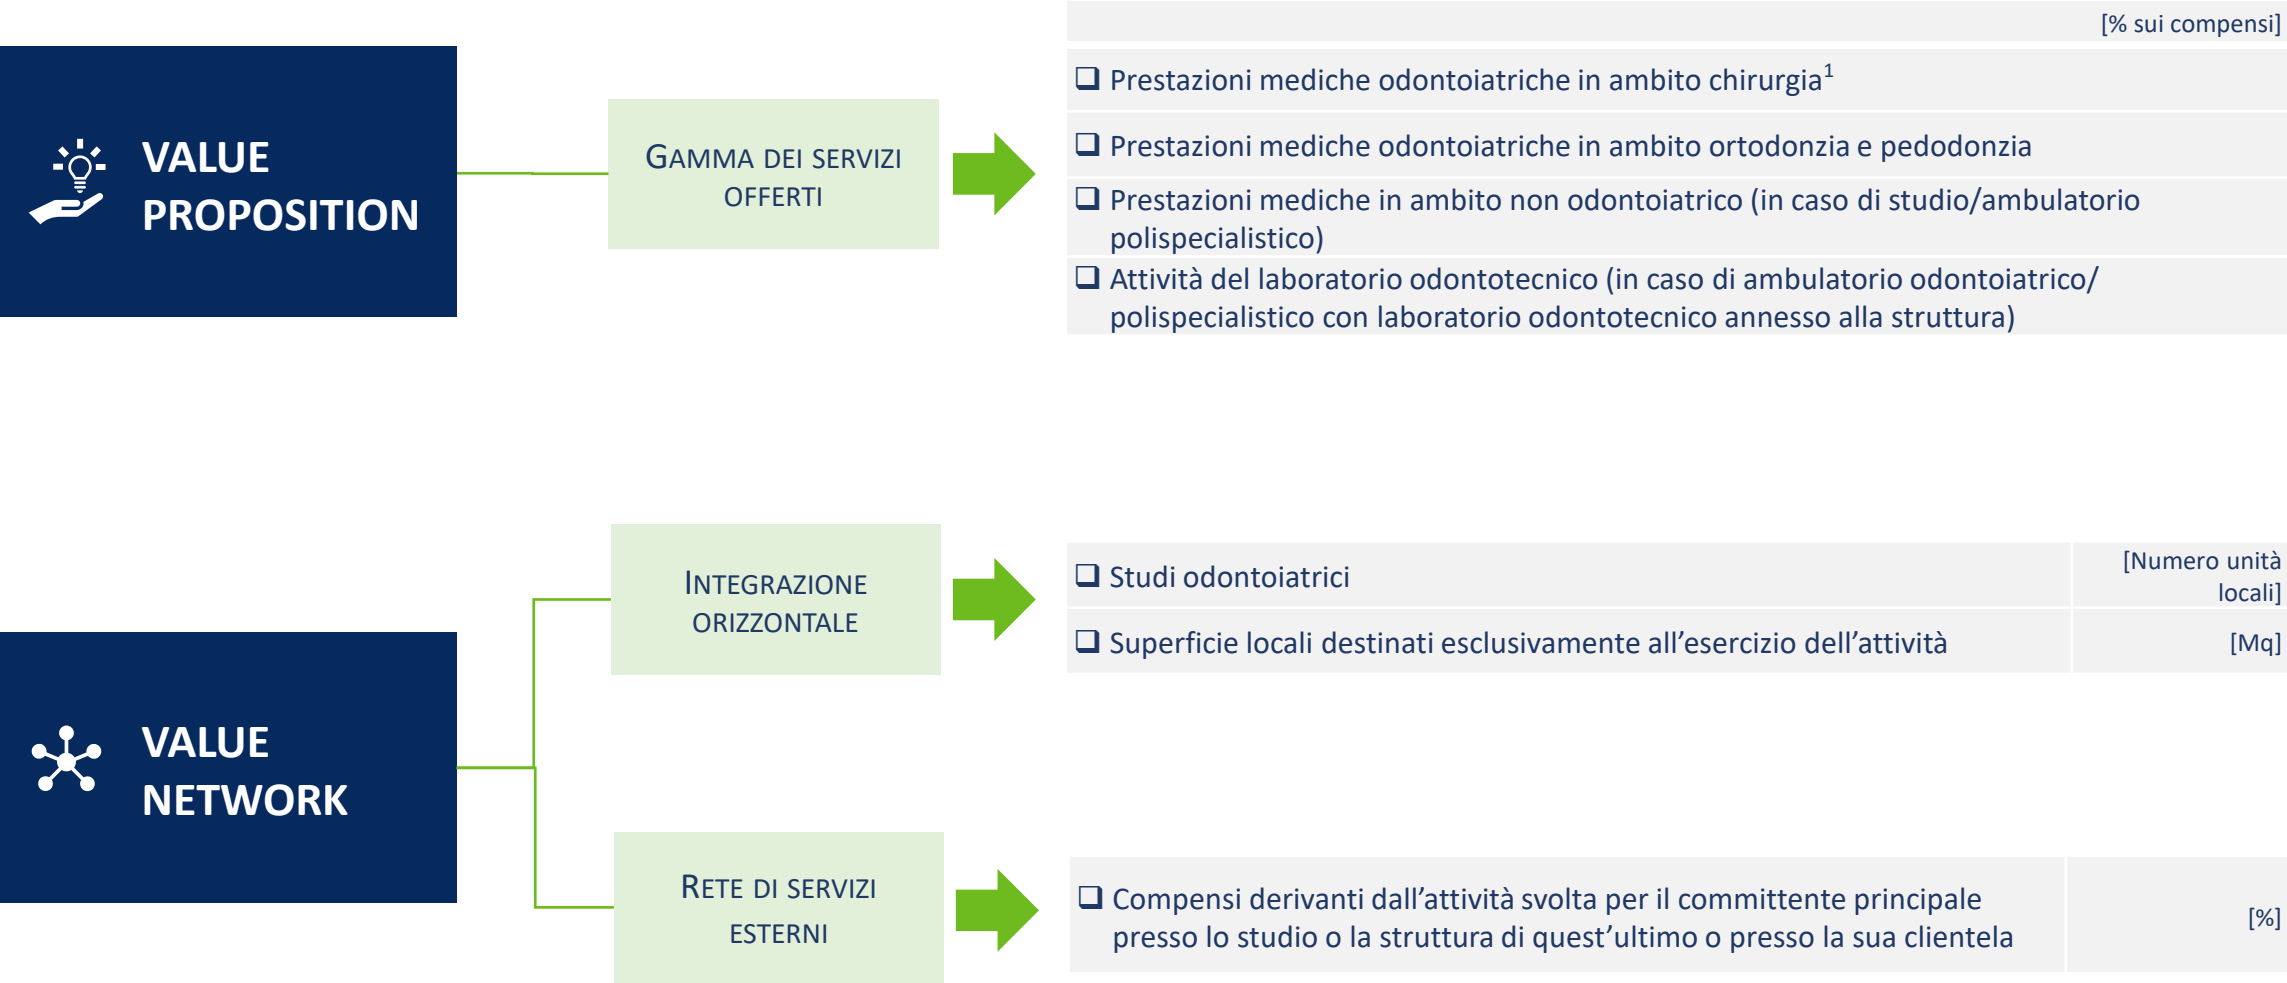 [% sui compensi]
VALUE
PROPOSITION
GAMMA DEI SERVIZI
OFFERTI
❑ Prestazioni mediche odontoiatriche in ambito chirurgia¹
❑ Prestazioni mediche odontoiatriche in ambito ortodonzia e pedodonzia
❑ Prestazioni mediche in ambito non odontoiatrico (in caso di studio/ambulatorio
polispecialistico)
❑ Attività del laboratorio odontotecnico (in caso di ambulatorio odontoiatrico/
polispecialistico con laboratorio odontotecnico annesso alla struttura)
VALUE
NETWORK
INTEGRAZIONE
ORIZZONTALE
❑ Studi odontoiatrici
[Numero unità
locali]
❑ Superficie locali destinati esclusivamente all’esercizio dell’attività
[Mq]
RETE DI SERVIZI
ESTERNI
❑ Compensi derivanti dall’attività svolta per il committente principale
presso lo studio o la struttura di quest’ultimo o presso la sua clientela
[%]